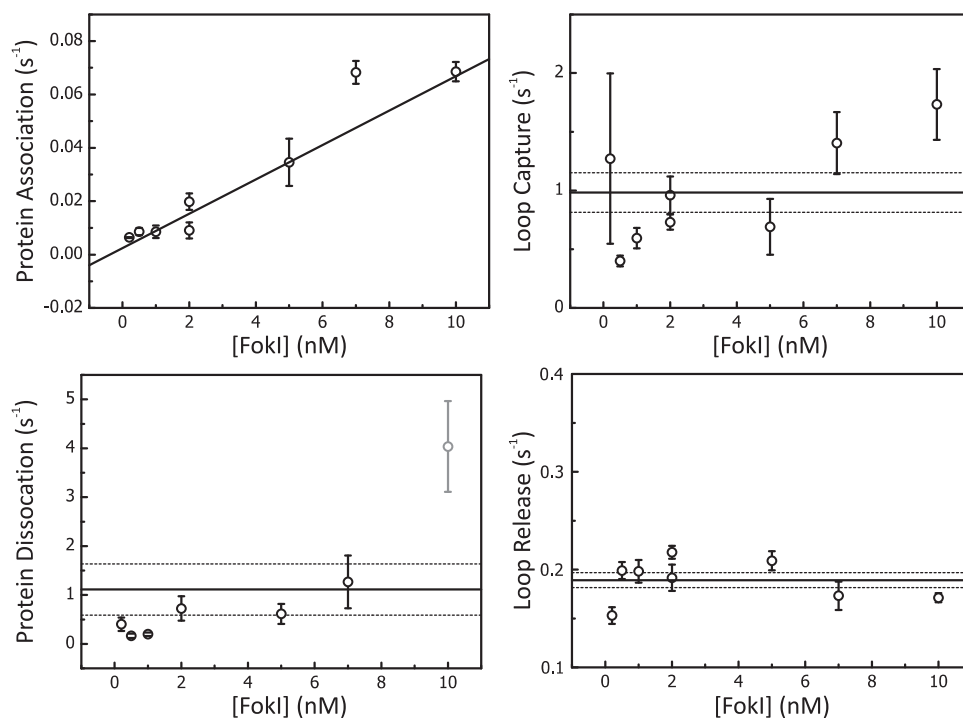 Protein Association (s⁻¹)
0.08
0.06
0.04
0.02
0.00
-0.02
0 2 4 6 8 10
[FokI] (nM)
Loop Capture (s⁻¹)
2
1
0
0 2 4 6 8 10
[FokI] (nM)
Protein Dissocation (s⁻¹)
5
4
3
2
1
0
0 2 4 6 8 10
[FokI] (nM)
Loop Release (s⁻¹)
0.4
0.3
0.2
0.1
0 2 4 6 8 10
[FokI] (nM)